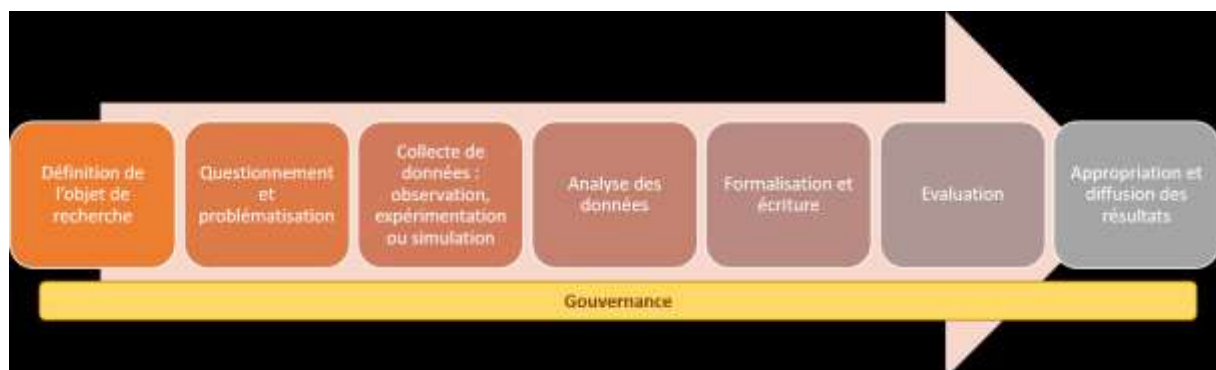 Définition de
l'objet de
recherche
Questionnement
et
problématisation
Collecte de
données :
observation,
expérimentation
ou simulation
Analyse des
données
Formalisation et
écriture
Evaluation
Appropriation et
diffusion des
résultats
Gouvernance